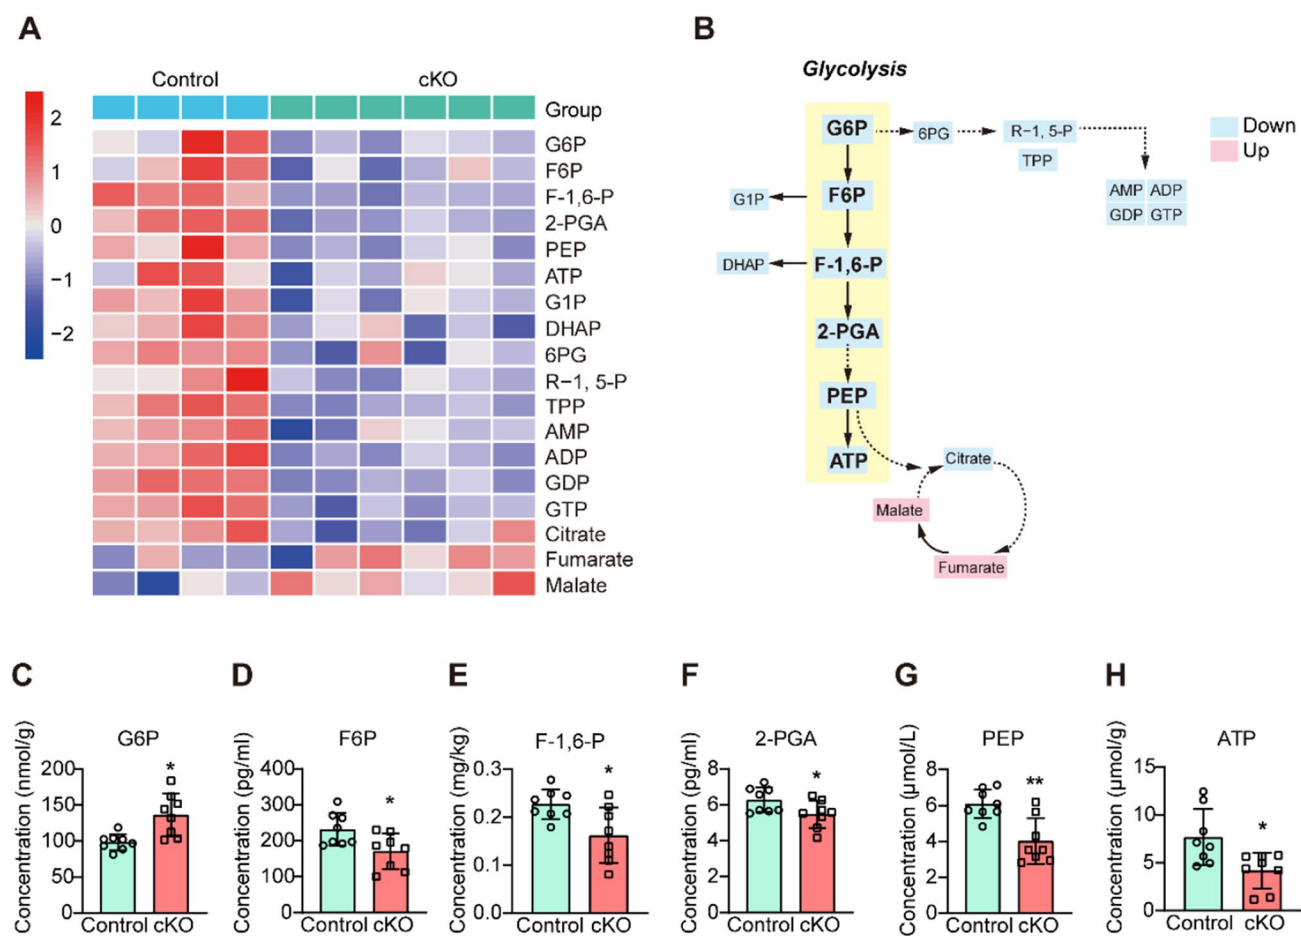 A
Control
cKO
Group
2
1
0
−1
−2
G6P
F6P
F-1,6-P
2-PGA
PEP
ATP
G1P
DHAP
6PG
R−1, 5-P
TPP
AMP
ADP
GDP
GTP
Citrate
Fumarate
Malate
B
Glycolysis
G6P
6PG
R−1, 5-P
TPP
Down
Up
AMP
ADP
GDP
GTP
G1P
F6P
DHAP
F-1,6-P
2-PGA
PEP
ATP
Citrate
Malate
Fumarate
C
G6P
Concentration (nmol/g)
200
150
100
50
0
*
Control cKO
D
F6P
Concentration (pg/ml)
400
300
200
100
0
*
Control cKO
E
F-1,6-P
Concentration (mg/kg)
0.3
0.2
0.1
0.0
*
Control cKO
F
2-PGA
Concentration (pg/ml)
8
6
4
2
0
*
Control cKO
G
PEP
Concentration (μmol/L)
8
6
4
2
0
**
Control cKO
H
ATP
Concentration (μmol/g)
15
10
5
0
*
Control cKO